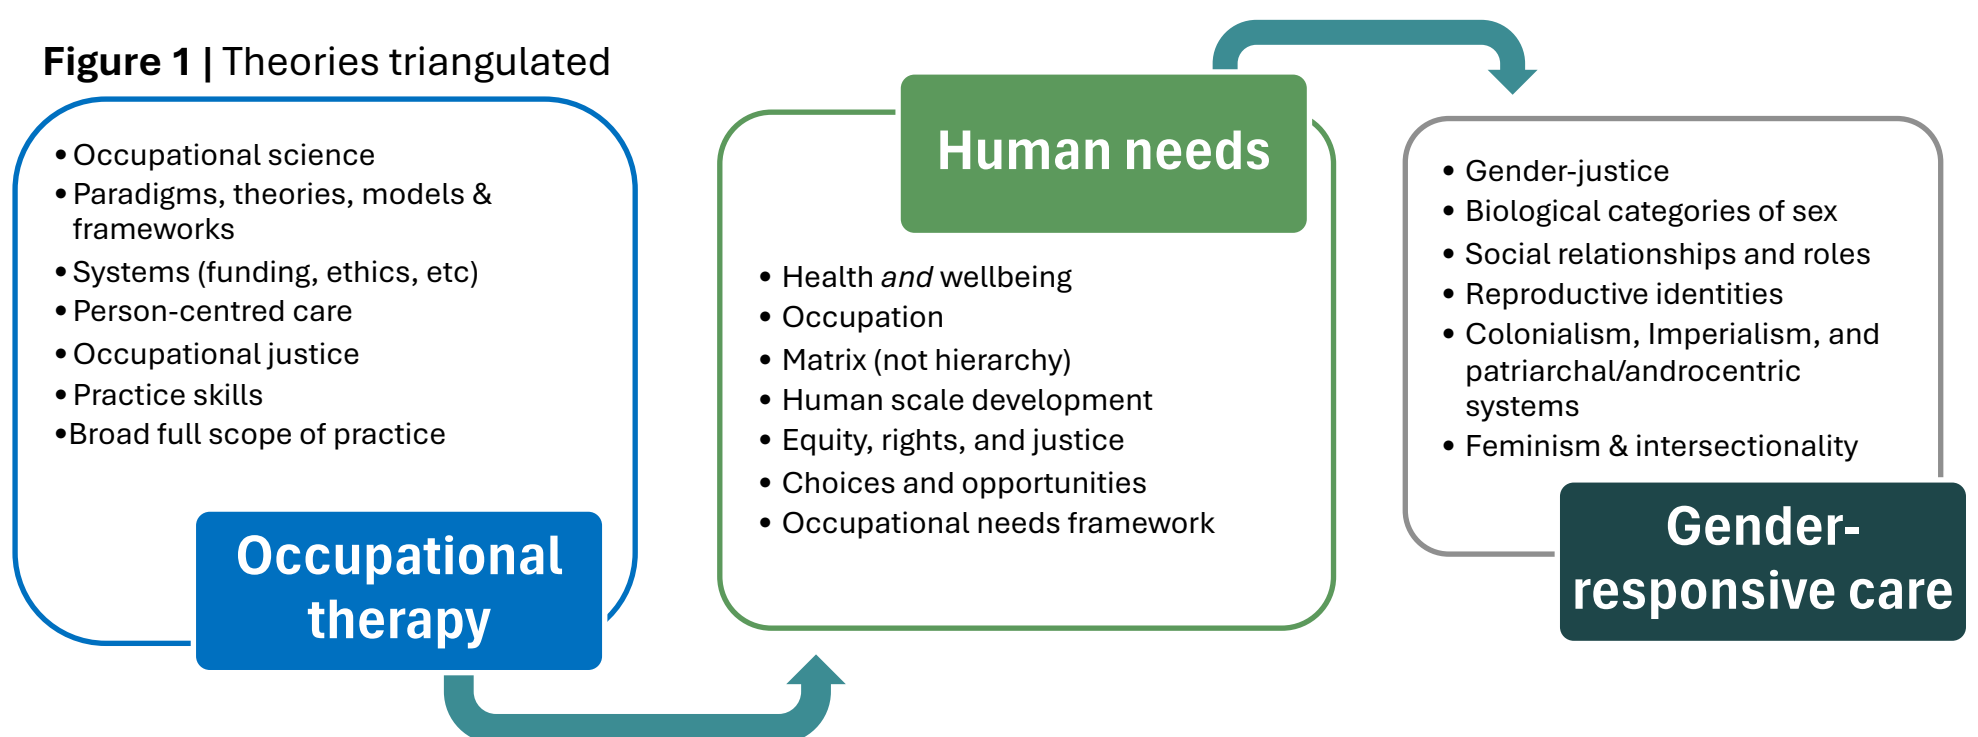 Figure 1 | Theories triangulated
• Occupational science
• Paradigms, theories, models &
frameworks
• Systems (funding, ethics, etc)
• Person-centred care
• Occupational justice
• Practice skills
•Broad full scope of practice
Occupational
therapy
Human needs
• Health and wellbeing
• Occupation
• Matrix (not hierarchy)
• Human scale development
• Equity, rights, and justice
• Choices and opportunities
• Occupational needs framework
• Gender-justice
• Biological categories of sex
• Social relationships and roles
• Reproductive identities
• Colonialism, Imperialism, and
patriarchal/androcentric
systems
• Feminism & intersectionality
Gender-
responsive care